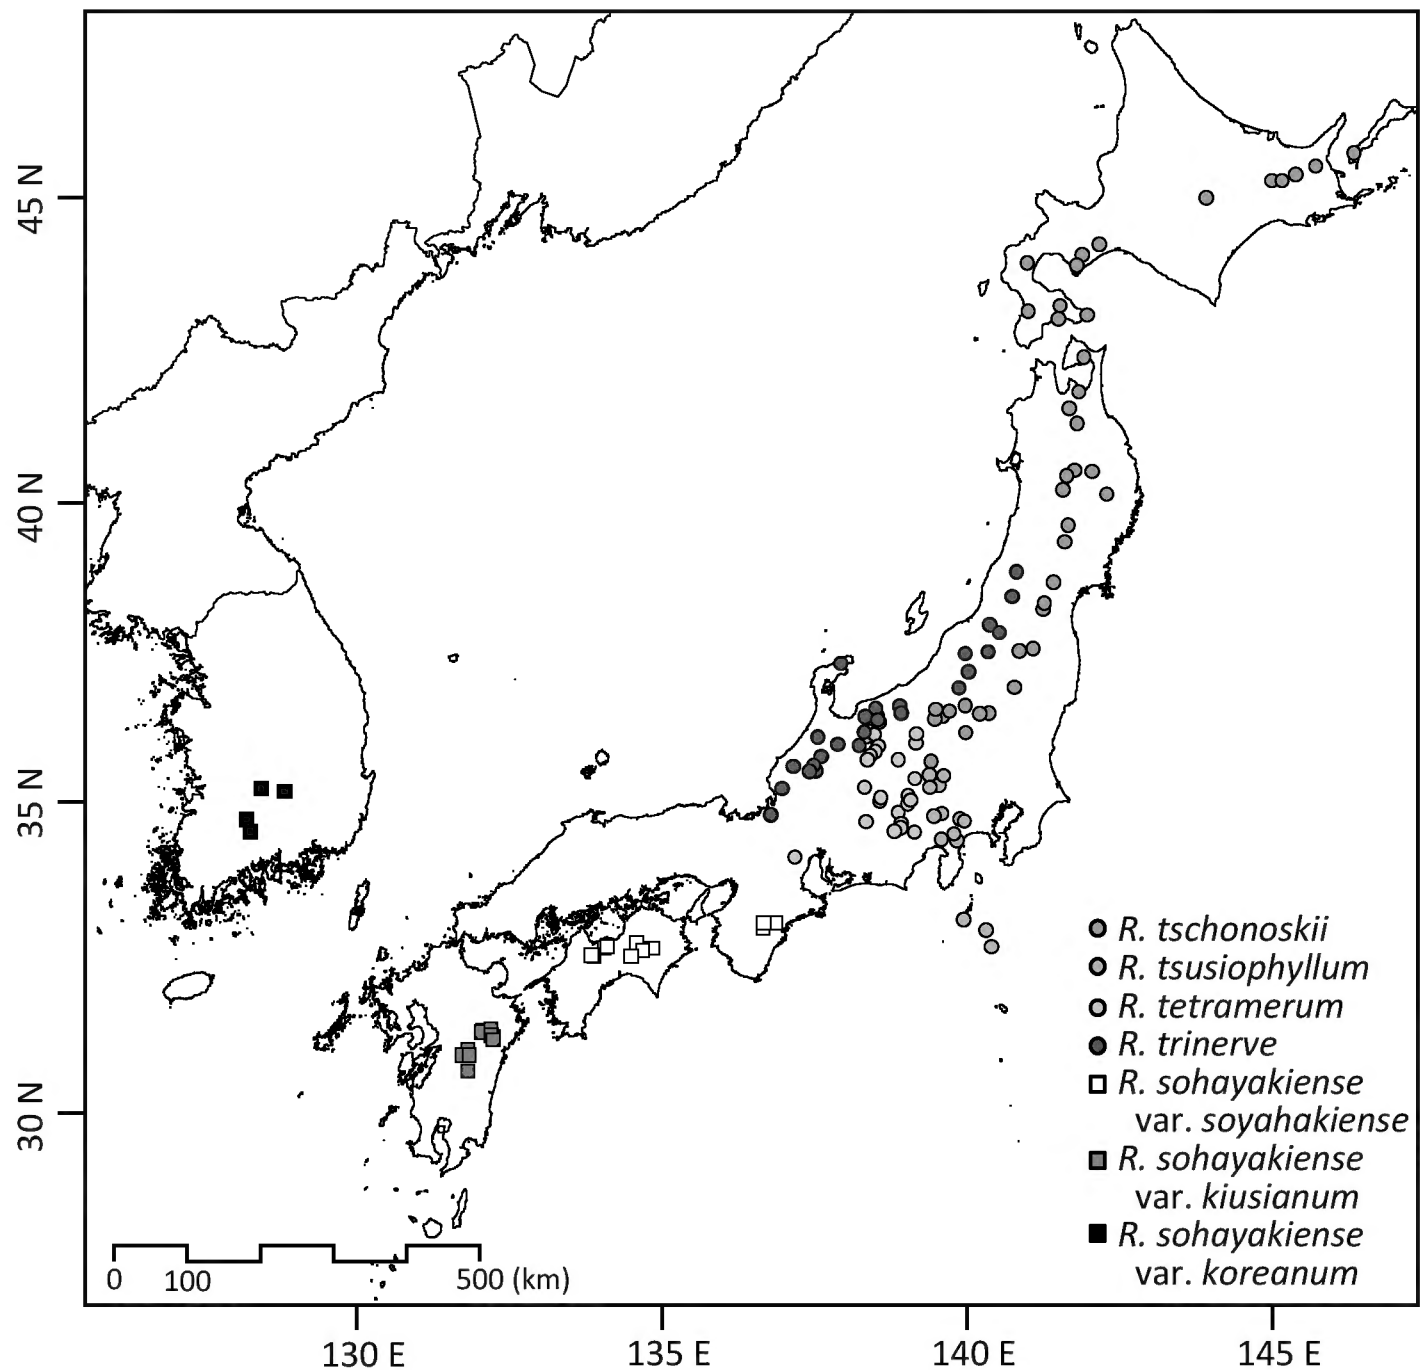 45 N
40 N
35 N
30 N
R. tschonoskii
R. tsusiophyllum
R. tetramerum
R. trinerve
R. sohayakiense
var. soyahakiense
R. sohayakiense
var. kiusianum
R. sohayakiense
var. koreanum
0 100 500 (km)
130 E 135 E 140 E 145 E